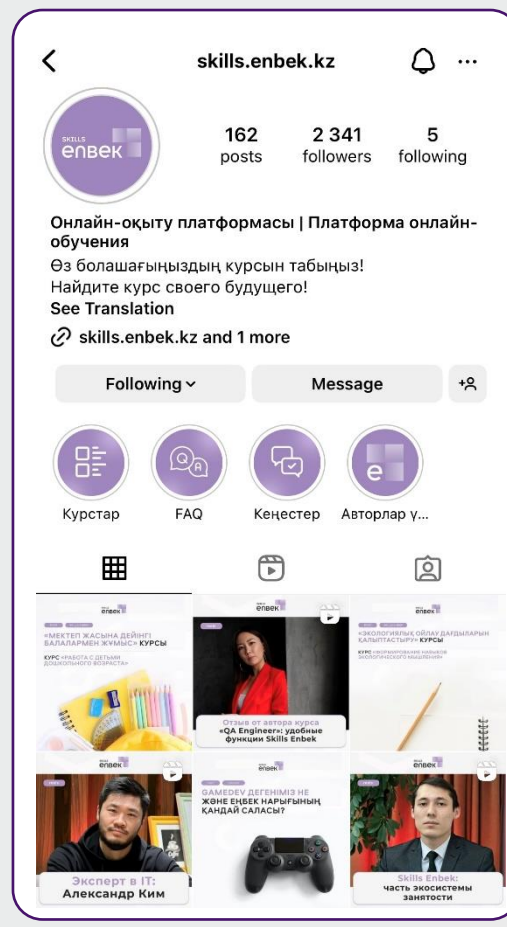 skills.enbek.kz
SKILLS
enbek
162
posts
2 341
followers
5
following
Онлайн-оқыту платформасы | Платформа онлайн-
обучения
Өз болашағыңыздың курсын табыңыз!
Найдите курс своего будущего!
See Translation
skills.enbek.kz and 1 more
Following
Message
Q
A
e
Курстар
FAQ
Кеңестер
Авторлар ү...
enbek
«МЕКТЕП ЖАСЫНА ДЕЙІНГІ
БАЛАЛАРМЕН ЖҰМЫС» КУРСЫ
КУРС «РАБОТА С ДЕТЬМИ
ДОШКОЛЬНОГО ВОЗРАСТА»
enbek
Отзыв от автора курса
«QA Engineer»: удобные
функции Skills Enbek
enbek
«ЭКОЛОГИЯЛЫҚ ОЙЛАУ ДАҒДЫЛАРЫН
ҚАЛЫПТАСТЫРУ» КУРСЫ
КУРС «ФОРМИРОВАНИЕ НАВЫКОВ
ЭКОЛОГИЧЕСКОГО МЫШЛЕНИЯ»
enbek
Эксперт в IT:
Александр Ким
enbek
GAMEDEV ДЕГЕНІМІЗ НЕ
ЖӘНЕ ЕҢБЕК НАРЫҒЫНЫҢ
ҚАНДАЙ САЛАСЫ?
enbek
Skills Enbek:
часть экосистемы
занятости